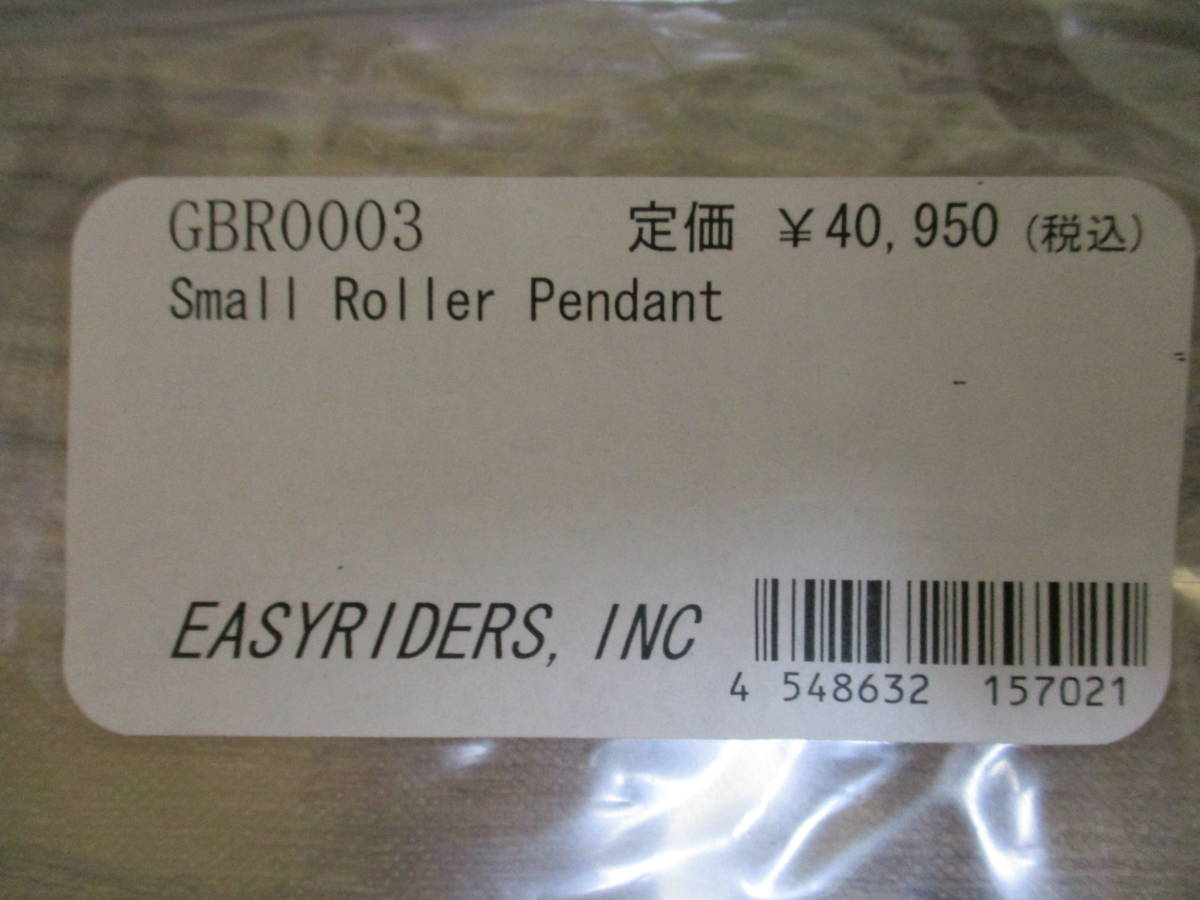 GBR0003 定価 ￥40,950 (税込)
Small Roller Pendant
EASYRIDERS, INC
4 548632 157021